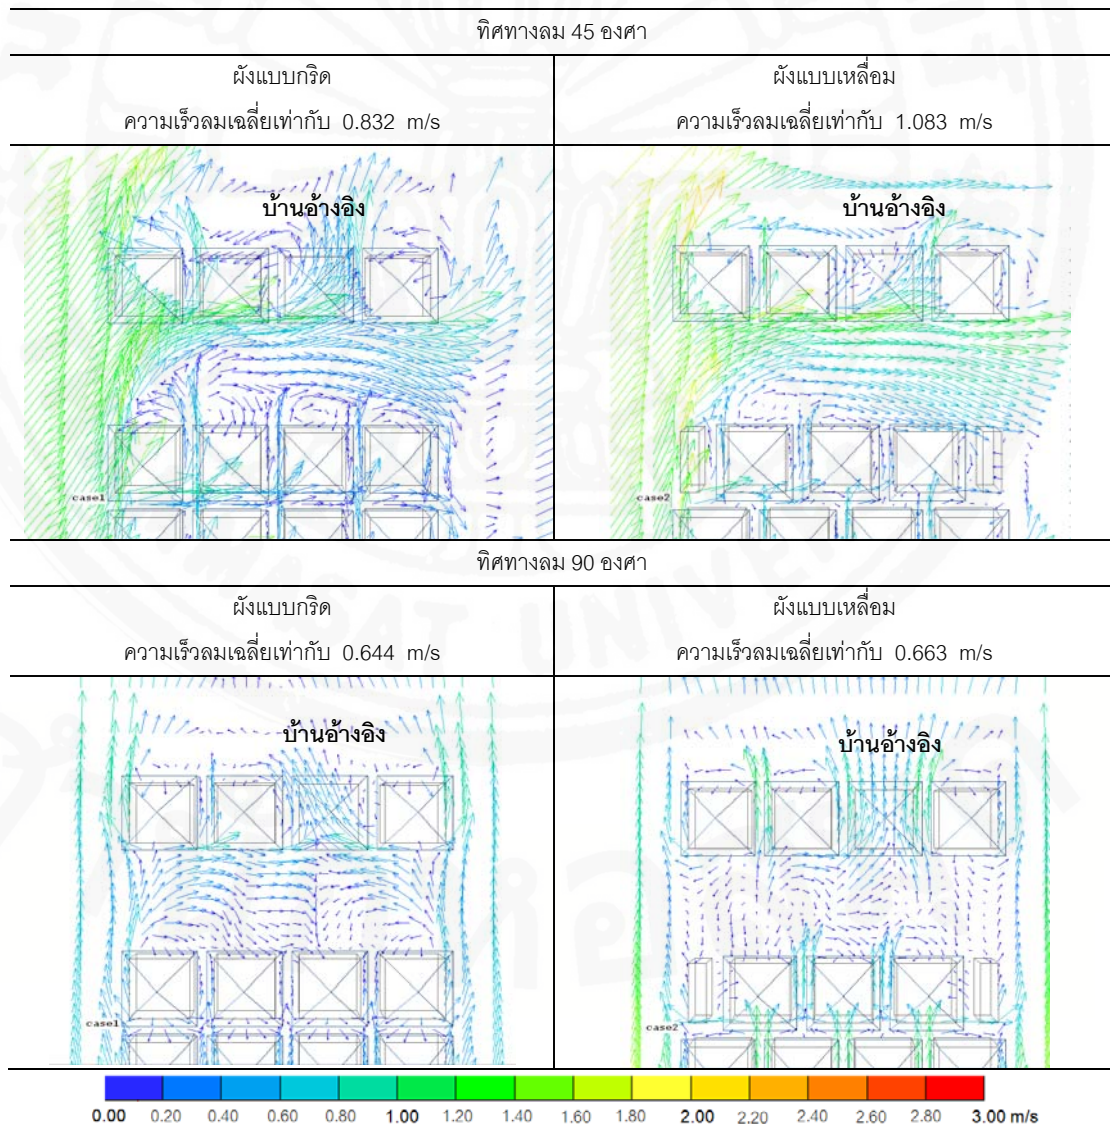 ทิศทางลม 45 องศา
ผังแบบกริด
ความเร็วลมเฉลี่ยเท่ากับ 0.832 m/s
ผังแบบเหลื่อม
ความเร็วลมเฉลี่ยเท่ากับ 1.083 m/s
บ้านอ้างอิง
case1
บ้านอ้างอิง
case2
ทิศทางลม 90 องศา
ผังแบบกริด
ความเร็วลมเฉลี่ยเท่ากับ 0.644 m/s
ผังแบบเหลื่อม
ความเร็วลมเฉลี่ยเท่ากับ 0.663 m/s
บ้านอ้างอิง
case1
บ้านอ้างอิง
case2
0.00 0.20 0.40 0.60 0.80 1.00 1.20 1.40 1.60 1.80 2.00 2.20 2.40 2.60 2.80 3.00 m/s